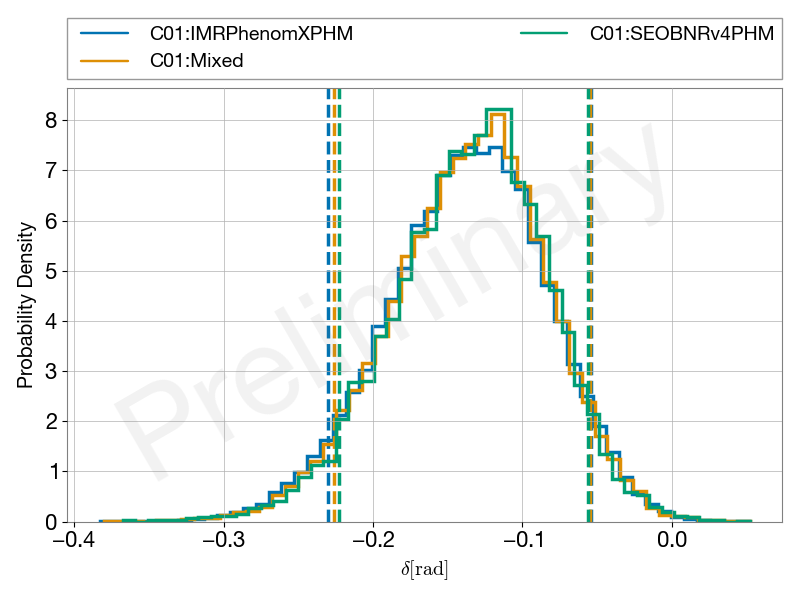 C01:IMRPhenomXPHM
C01:Mixed
C01:SEOBNRv4PHM
8
7
6
5
4
3
2
1
0
Probability Density
Preliminary
−0.4
−0.3
−0.2
−0.1
0.0
δ[rad]